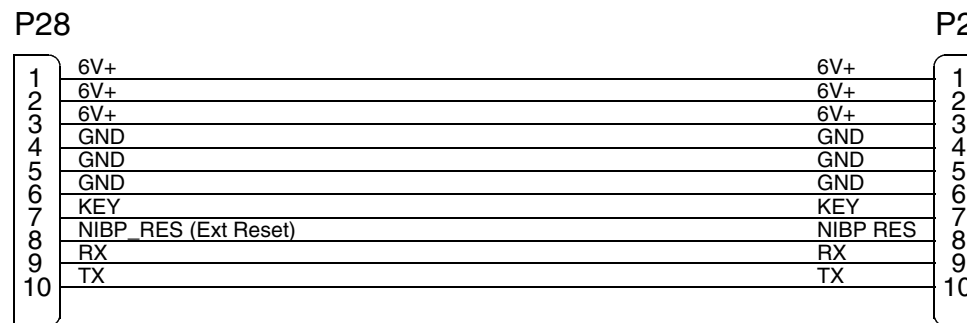 P28 P2
1 6V+ 6V+ 1
2 6V+ 6V+ 2
3 6V+ 6V+ 3
4 GND GND 4
5 GND GND 5
6 GND GND 6
7 KEY KEY 7
8 NIBP_RES (Ext Reset) NIBP RES 8
9 RX RX 9
10 TX TX 10